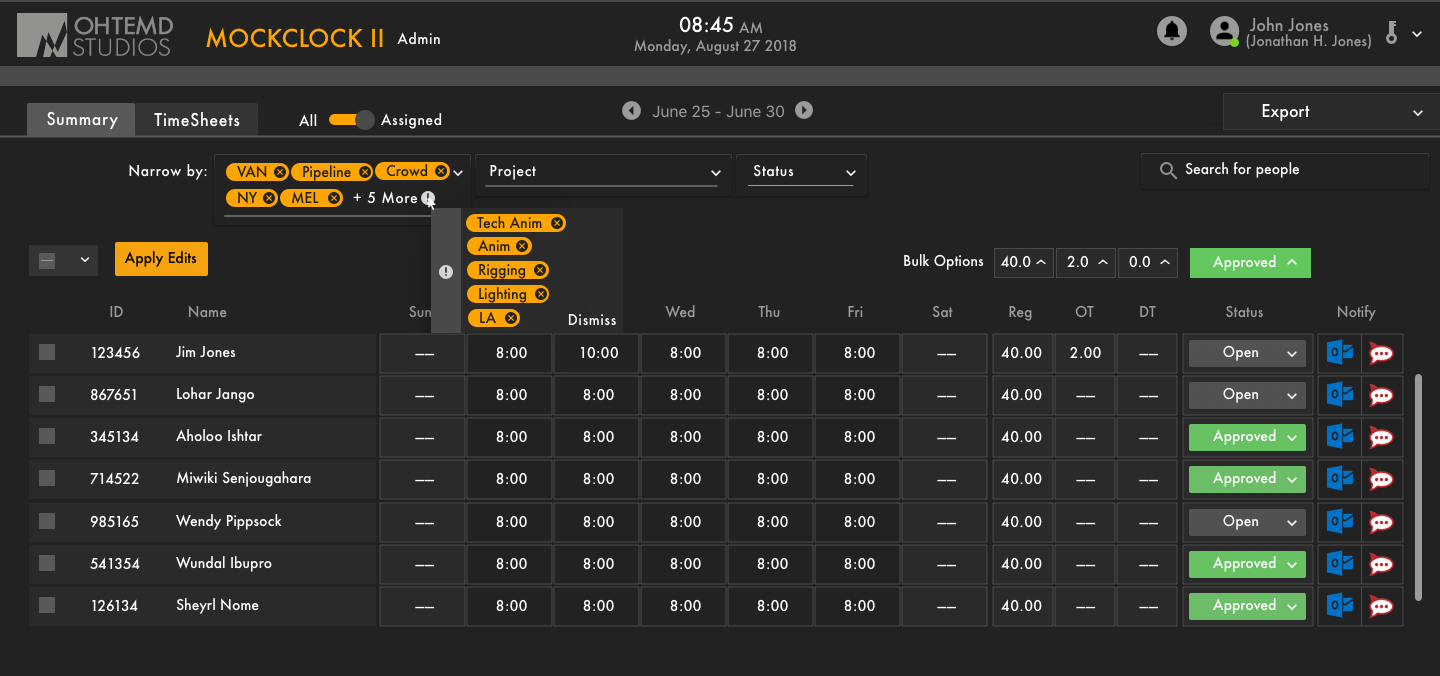 OHTEMD
STUDIOS
MOCKCLOCK II Admin
08:45 AM
Monday, August 27 2018
John Jones
(Jonathan H. Jones)
Summary TimeSheets All Assigned June 25 - June 30 Export
Narrow by: VAN Pipeline Crowd Project Status Search for people
NY MEL + 5 More
Tech Anim
Anim
Rigging
Lighting
LA Dismiss
Apply Edits Bulk Options 40.0 2.0 0.0 Approved
ID Name Sun Wed Thu Fri Sat Reg OT DT Status Notify
123456 Jim Jones — 8:00 10:00 8:00 8:00 8:00 — 40.00 2.00 — Open
867651 Lohar Jango — 8:00 8:00 8:00 8:00 8:00 — 40.00 — — Open
345134 Aholoo Ishtar — 8:00 8:00 8:00 8:00 8:00 — 40.00 — — Approved
714522 Miwiki Senjougahara — 8:00 8:00 8:00 8:00 8:00 — 40.00 — — Approved
985165 Wendy Pippsock — 8:00 8:00 8:00 8:00 8:00 — 40.00 — — Open
541354 Wundal Ibupro — 8:00 8:00 8:00 8:00 8:00 — 40.00 — — Approved
126134 Sheyrl Nome — 8:00 8:00 8:00 8:00 8:00 — 40.00 — — Approved